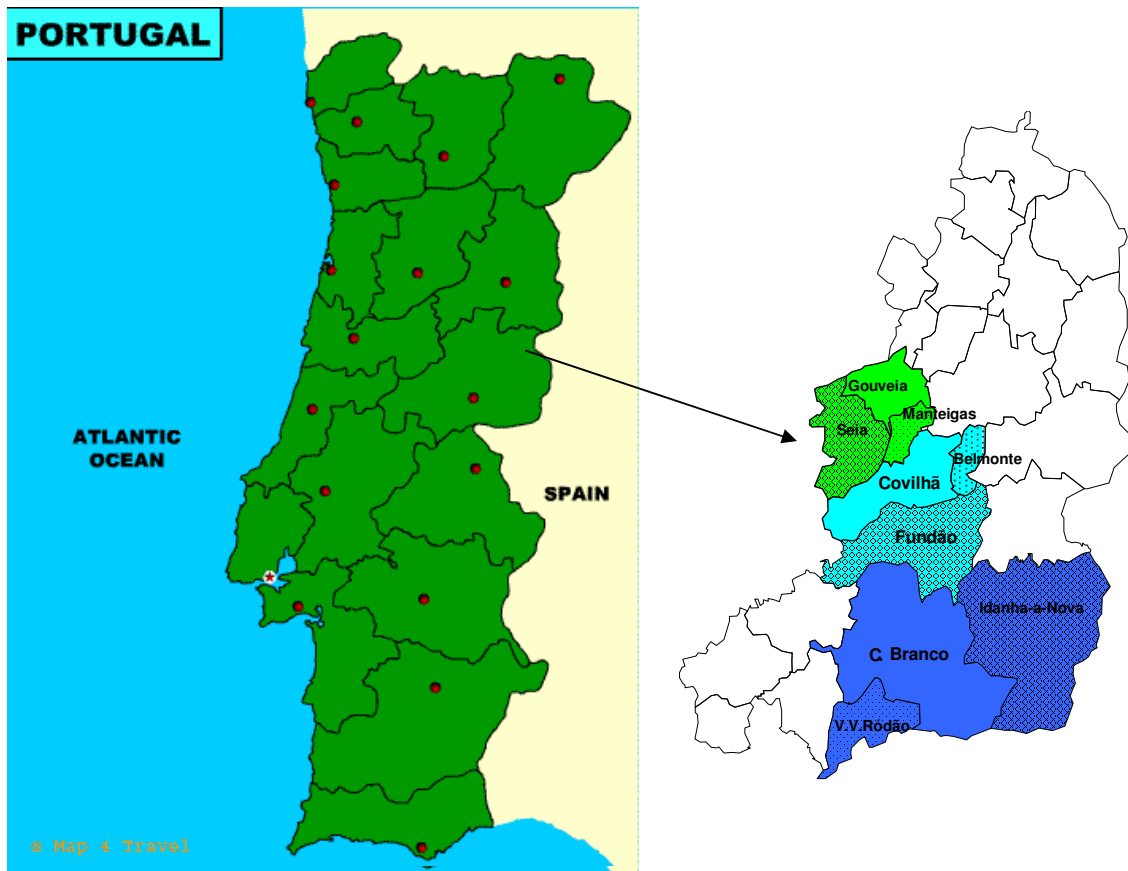 PORTUGAL
ATLANTIC
OCEAN
SPAIN
© Map 4 Travel
Gouveia
Manteigas
Seia
Belmonte
Covilhã
Fundão
Idanha-a-Nova
C. Branco
V.V.Ródão